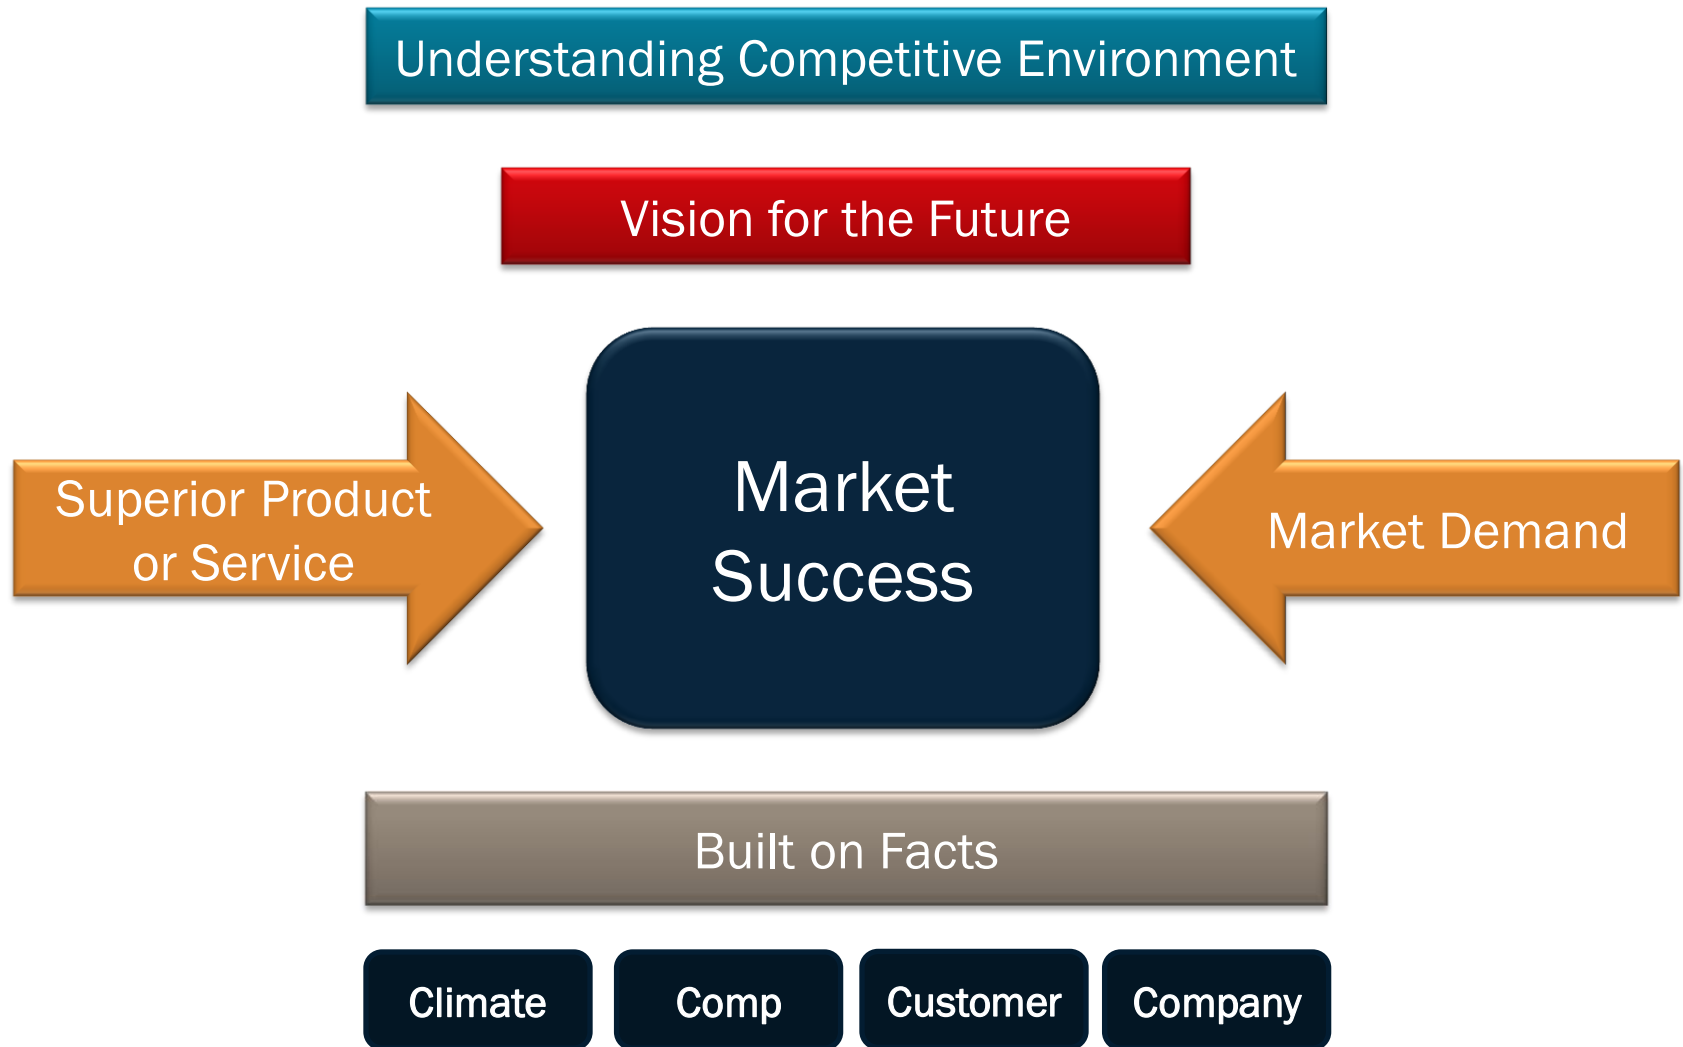 Understanding Competitive Environment
Vision for the Future
Superior Product
or Service
Market
Success
Market Demand
Built on Facts
Climate
Comp
Customer
Company